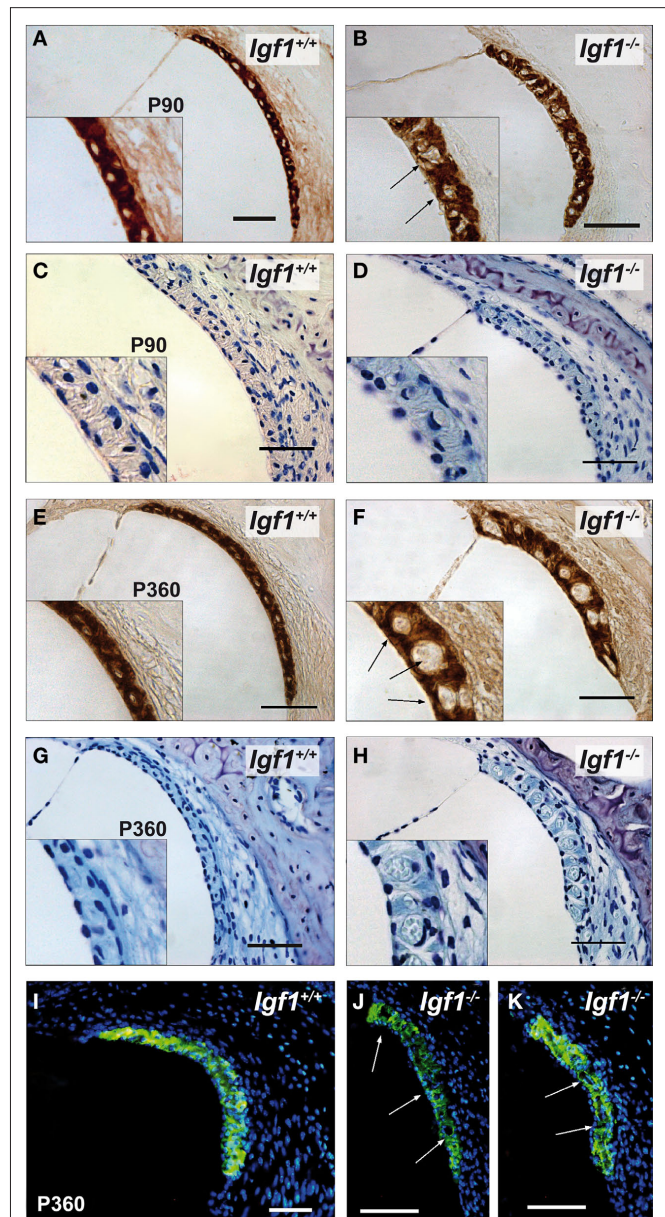 A Igf1+/+
P90
B Igf1-/-
C Igf1+/+
P90
D Igf1-/-
E Igf1+/+
P360
F Igf1-/-
G Igf1+/+
P360
H Igf1-/-
I Igf1+/+
P360
J Igf1-/-
K Igf1-/-